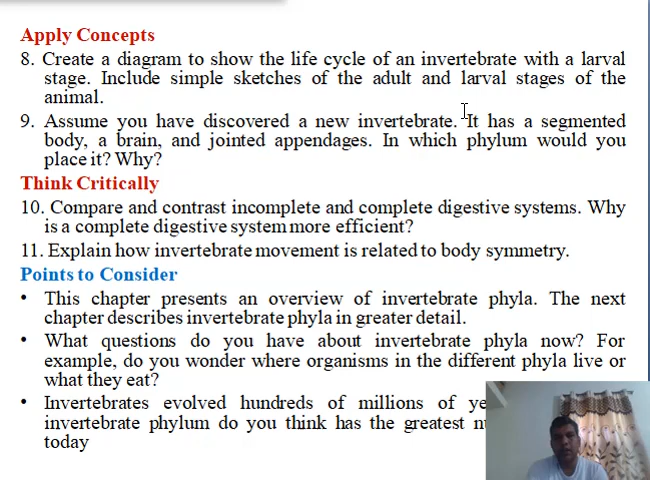 Apply Concepts
8. Create a diagram to show the life cycle of an invertebrate with a larval
stage. Include simple sketches of the adult and larval stages of the
animal.
9. Assume you have discovered a new invertebrate. It has a segmented
body, a brain, and jointed appendages. In which phylum would you
place it? Why?
Think Critically
10. Compare and contrast incomplete and complete digestive systems. Why
is a complete digestive system more efficient?
11. Explain how invertebrate movement is related to body symmetry.
Points to Consider
• This chapter presents an overview of invertebrate phyla. The next
chapter describes invertebrate phyla in greater detail.
• What questions do you have about invertebrate phyla now? For
example, do you wonder where organisms in the different phyla live or
what they eat?
• Invertebrates evolved hundreds of millions of
invertebrate phylum do you think has the greatest
today